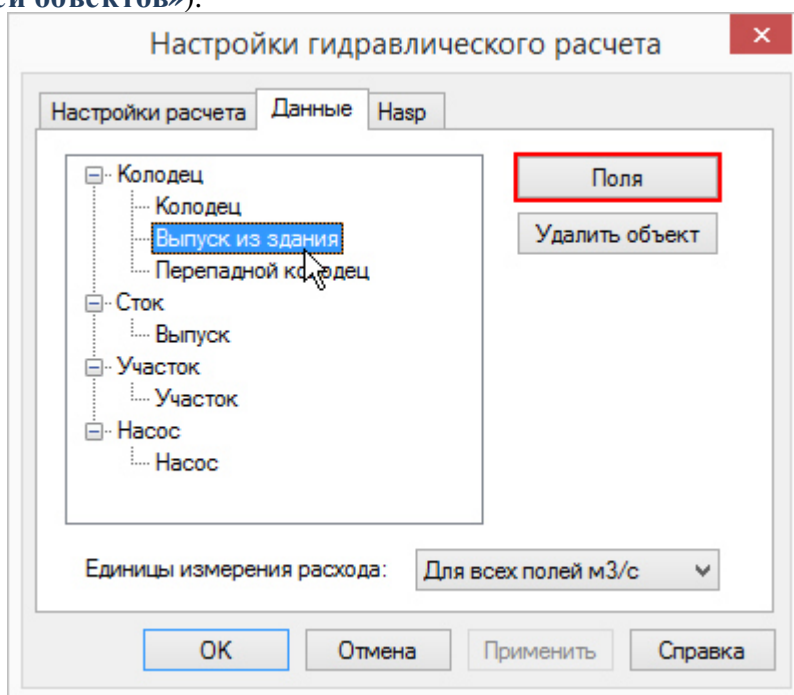 объектов»).
Настройки гидравлического расчета
Настройки расчета Данные Hasp
Колодец
Колодец
Выпуск из здания
Перепадной колодец
Сток
Выпуск
Участок
Участок
Насос
Насос
Поля
Удалить объект
Единицы измерения расхода: Для всех полей м3/с
OK Отмена Применить Справка